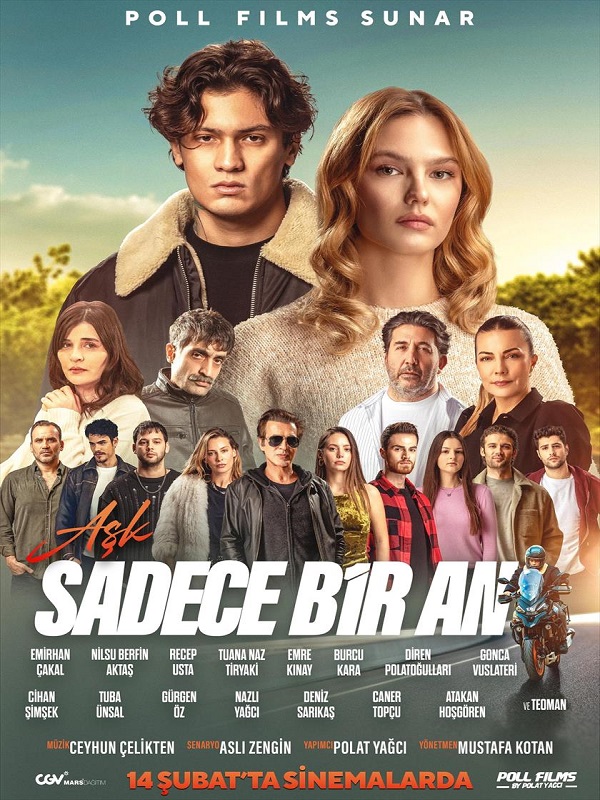 POLL FILMS SUNAR
Aşk
SADECE BİR AN
EMİRHAN ÇAKAL
NİLSU BERFİN AKTAŞ
RECEP USTA
TUANA NAZ TİRYAKİ
EMRE KINAY
BURCU KARA
DİREN POLATOĞULLARI
GONCA VUSLATERİ
CİHAN ŞİMŞEK
TUBA ÜNSAL
GÜRGEN ÖZ
NAZLI YAĞCI
DENİZ SARIKAŞ
CANER TOPÇU
ATAKAN HOŞGÖREN
VE TEOMAN
MÜZİK CEYHUN ÇELİKTEN SENARYO ASLI ZENGİN YAPIMCI POLAT YAĞCI YÖNETMEN MUSTAFA KOTAN
CGV MARS DAĞITIM
14 ŞUBAT'TA SİNEMALARDA
POLL FILMS
BY POLAT YAĞCI